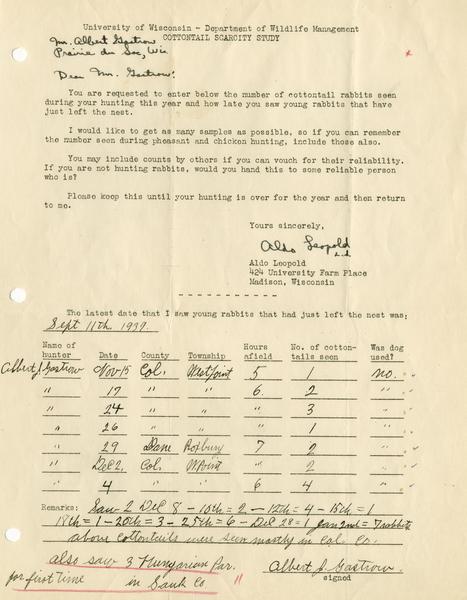 University of Wisconsin - Department of Wildlife Management
COTTONTAIL SCARCITY STUDY
Mr. Albert Gastrow
Prairie du Sac, Wis
Dear Mr. Gastrow:
You are requested to enter below the number of cottontail rabbits seen
during your hunting this year and how late you saw young rabbits that have
just left the nest.
I would like to get as many samples as possible, so if you can remember
the number seen during pheasant and chicken hunting, include those also.
You may include counts by others if you can vouch for their reliability.
If you are not hunting rabbits, would you hand this to some reliable person
who is?
Please keep this until your hunting is over for the year and then return
to me.
Yours sincerely,
Aldo Leopold
Aldo Leopold
424 University Farm Place
Madison, Wisconsin
- - - - - - - - - - - -
The latest date that I saw young rabbits that had just left the nest was:
Sept 11th 1939.
Name of hunter Date County Township Hours afield No. of cotton-tails seen Was dog used?
Albert J. Gastrow Nov 15 Col. West Point 5 1 no.
" 17 " " 6. 2 "
" 24 " " " 3 "
" 26 " " " 1 "
" 29 Dane Roxbury 7 2 "
" Dec 2, Col. W Point " 2 "
" 4 " " 6 4 "
Remarks: Saw 2 Dec 8 - 10th = 2 - 12th = 4 - 15th = 1
18th = 1 - 20th = 3 - 25th = 6 - Dec 28 = 1 Jan 2nd = 7 rabbits
above cottontails were seen mostly in Col. Co.
also saw 3 Hungarian Par.
for first time in Sauk Co.
Albert J. Gastrow
signed